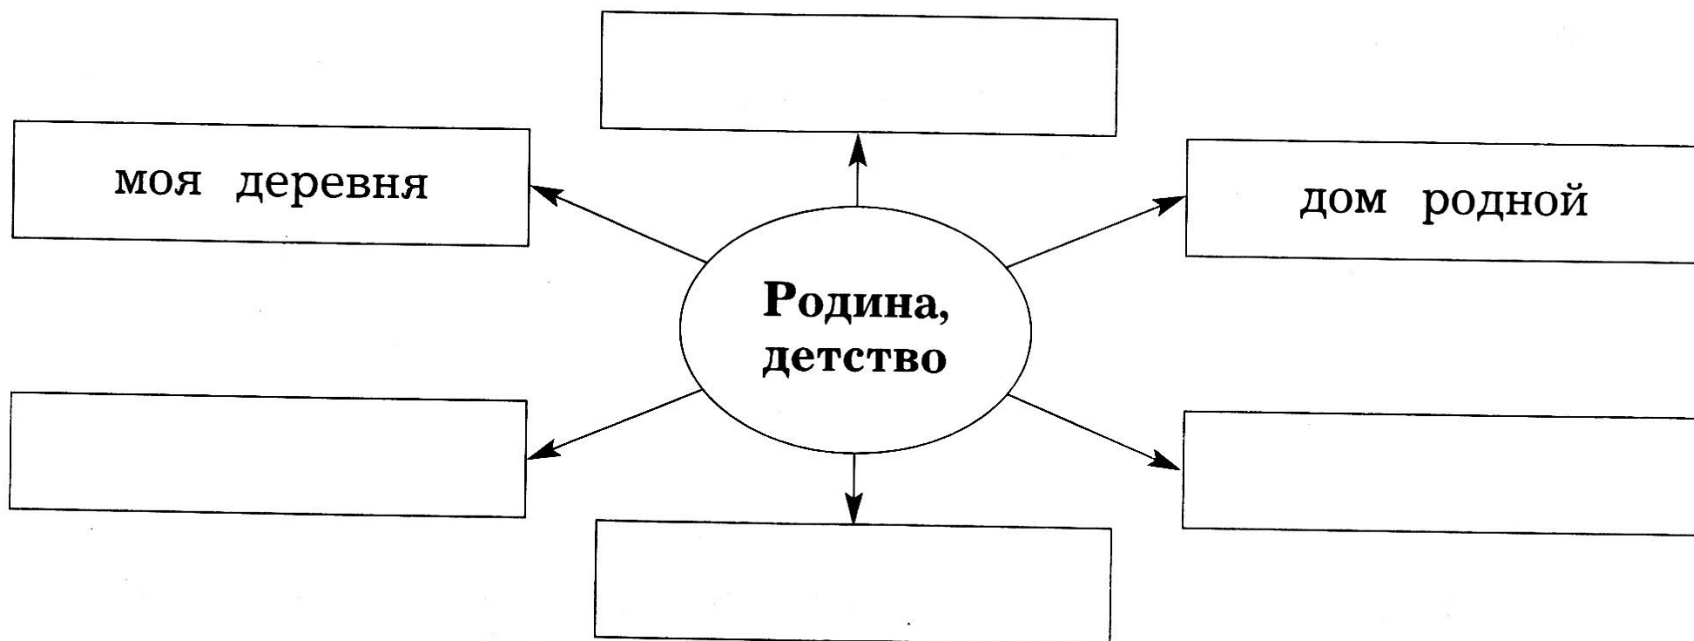 моя деревня
дом родной
Родина,
детство